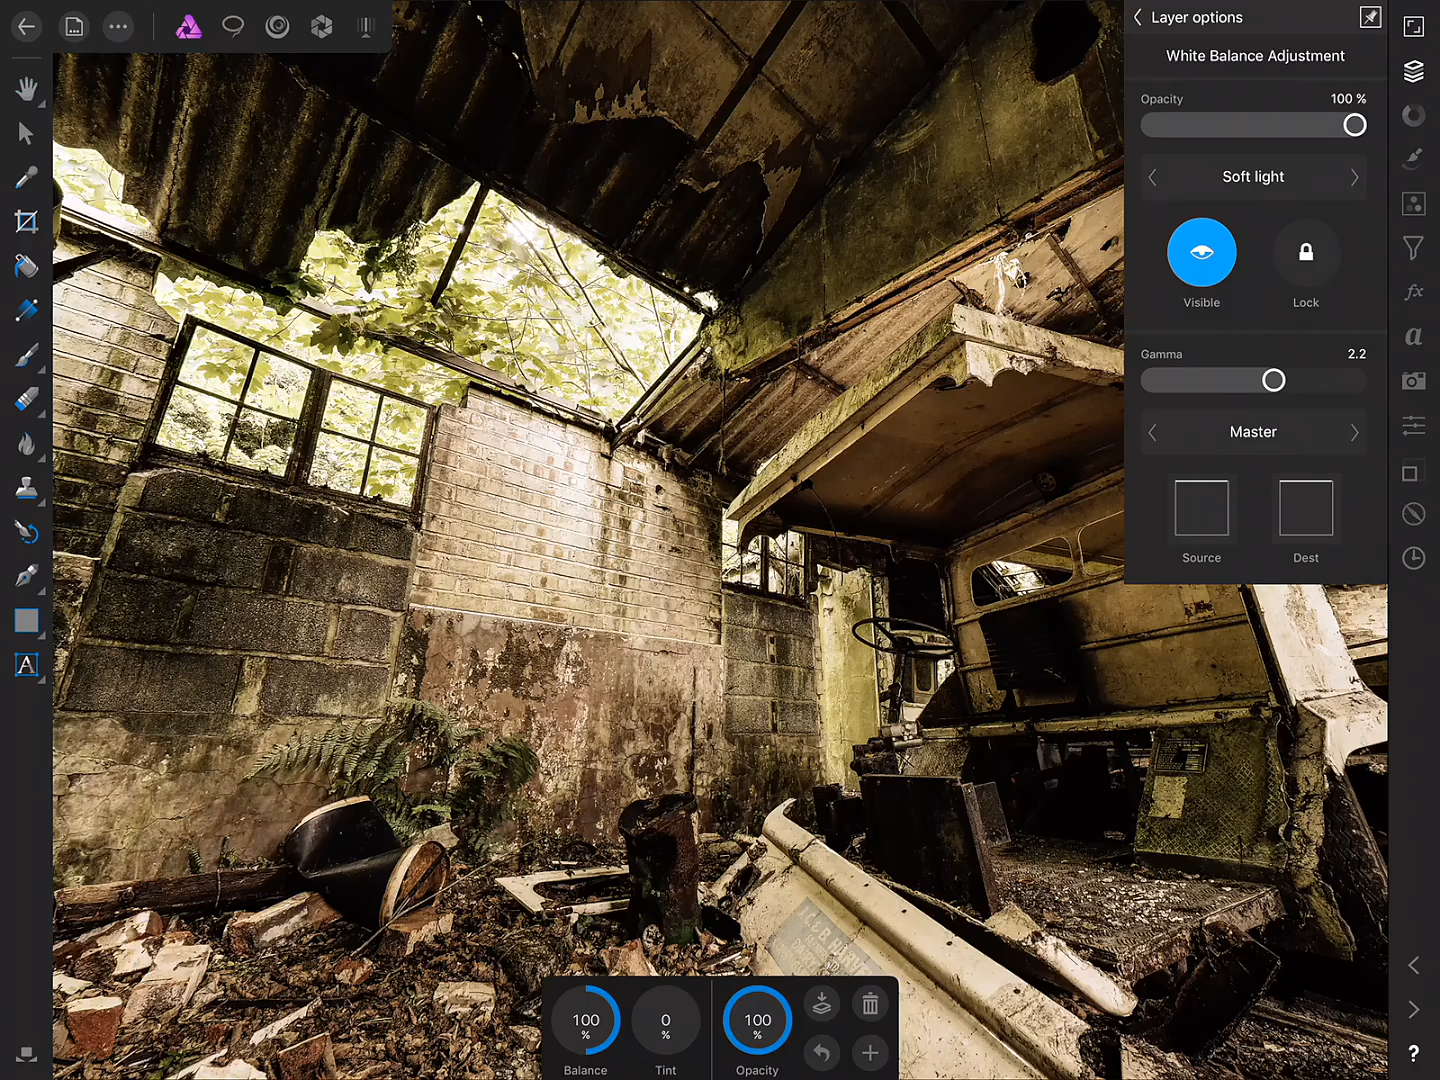 Layer options
White Balance Adjustment
Opacity
100 %
Soft light
Visible
Lock
Gamma
2.2
Master
Source
Dest
a
fx
A
?
100
%
0
%
100
%
Balance
Tint
Opacity